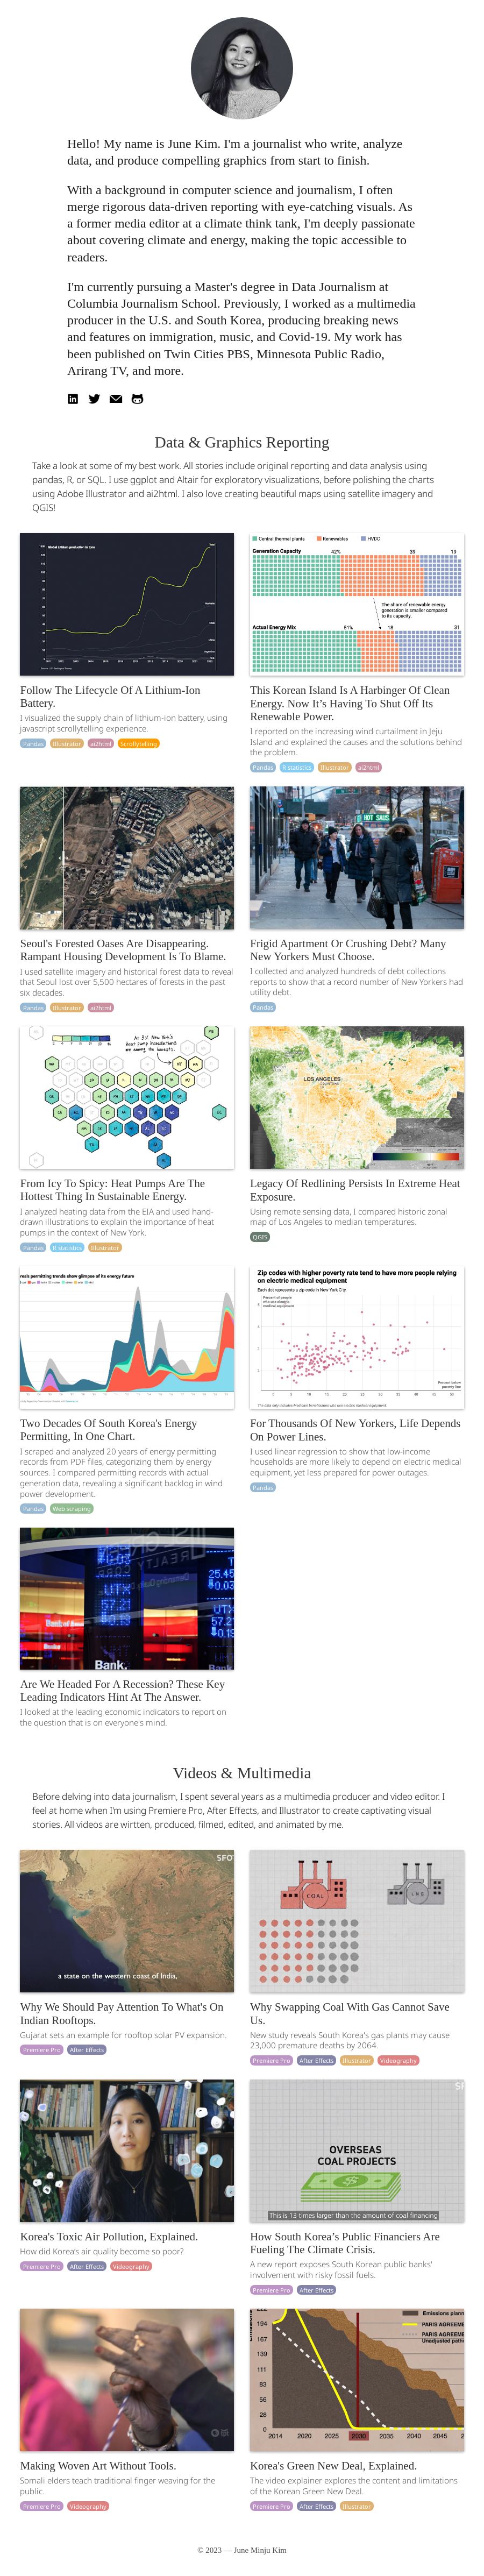 Hello! My name is June Kim. I'm a journalist who write, analyze
data, and produce compelling graphics from start to finish.
With a background in computer science and journalism, I often
merge rigorous data-driven reporting with eye-catching visuals. As
a former media editor at a climate think tank, I'm deeply passionate
about covering climate and energy, making the topic accessible to
readers.
I'm currently pursuing a Master's degree in Data Journalism at
Columbia Journalism School. Previously, I worked as a multimedia
producer in the U.S. and South Korea, producing breaking news
and features on immigration, music, and Covid-19. My work has
been published on Twin Cities PBS, Minnesota Public Radio,
Arirang TV, and more.
Data & Graphics Reporting
Take a look at some of my best work. All stories include original reporting and data analysis using
pandas, R, or SQL. I use ggplot and Altair for exploratory visualizations, before polishing the charts
using Adobe Illustrator and ai2html. I also love creating beautiful maps using satellite imagery and
QGIS!
Global Lithium production in tons
Follow The Lifecycle Of A Lithium-Ion
Battery.
I visualized the supply chain of lithium-ion battery, using
javascript scrollytelling experience.
Pandas Illustrator ai2html Scrollytelling
Central thermal plants Renewables HVDC
Generation Capacity 42% 39 19
The share of renewable energy
generation is smaller compared
to its capacity.
Actual Energy Mix 51% 18 31
This Korean Island Is A Harbinger Of Clean
Energy. Now It’s Having To Shut Off Its
Renewable Power.
I reported on the increasing wind curtailment in Jeju
Island and explained the causes and the solutions behind
the problem.
Pandas R statistics Illustrator ai2html
Seoul's Forested Oases Are Disappearing.
Rampant Housing Development Is To Blame.
I used satellite imagery and historical forest data to reveal
that Seoul lost over 5,500 hectares of forests in the past
six decades.
Pandas Illustrator ai2html
HOT SALUS
Frigid Apartment Or Crushing Debt? Many
New Yorkers Must Choose.
I collected and analyzed hundreds of debt collections
reports to show that a record number of New Yorkers had
utility debt.
Pandas
From Icy To Spicy: Heat Pumps Are The
Hottest Thing In Sustainable Energy.
I analyzed heating data from the EIA and used hand-
drawn illustrations to explain the importance of heat
pumps in the context of New York.
Pandas R statistics Illustrator
LOS ANGELES
Legacy Of Redlining Persists In Extreme Heat
Exposure.
Using remote sensing data, I compared historic zonal
map of Los Angeles to median temperatures.
QGIS
rea's permitting trends show glimpse of its energy future
Two Decades Of South Korea's Energy
Permitting, In One Chart.
I scraped and analyzed 20 years of energy permitting
records from PDF files, categorizing them by energy
sources. I compared permitting records with actual
generation data, revealing a significant backlog in wind
power development.
Pandas Web scraping
Zip codes with higher poverty rate tend to have more people relying
on electric medical equipment
Each dot represents a zip code in New York City.
Percent of people
who use electric
medical equipment
Percent below
poverty line
For Thousands Of New Yorkers, Life Depends
On Power Lines.
I used linear regression to show that low-income
households are more likely to depend on electric medical
equipment, yet less prepared for power outages.
Pandas
UTX
57.21
0.19
25.45
0.03
UTX
57.21
Bank.
Are We Headed For A Recession? These Key
Leading Indicators Hint At The Answer.
I looked at the leading economic indicators to report on
the question that is on everyone's mind.
Videos & Multimedia
Before delving into data journalism, I spent several years as a multimedia producer and video editor. I
feel at home when I'm using Premiere Pro, After Effects, and Illustrator to create captivating visual
stories. All videos are wirtten, produced, filmed, edited, and animated by me.
SFO
a state on the western coast of India,
Why We Should Pay Attention To What's On
Indian Rooftops.
Gujarat sets an example for rooftop solar PV expansion.
Premiere Pro After Effects
COAL LNG
Why Swapping Coal With Gas Cannot Save
Us.
New study reveals South Korea's gas plants may cause
23,000 premature deaths by 2064.
Premiere Pro After Effects Illustrator Videography
Korea's Toxic Air Pollution, Explained.
How did Korea’s air quality become so poor?
Premiere Pro After Effects Videography
OVERSEAS
COAL PROJECTS
This is 13 times larger than the amount of coal financing
How South Korea’s Public Financiers Are
Fueling The Climate Crisis.
A new report exposes South Korean public banks'
involvement with risky fossil fuels.
Premiere Pro After Effects
Making Woven Art Without Tools.
Somali elders teach traditional finger weaving for the
public.
Premiere Pro Videography
222
194
167
139
111
83
56
28
0
2014 2020 2025 2030 2035 2040 2045
Emissions plann
PARIS AGREEME
PARIS AGREEME
Unadjusted pathw
Korea's Green New Deal, Explained.
The video explainer explores the content and limitations
of the Korean Green New Deal.
Premiere Pro After Effects Illustrator
© 2023 — June Minju Kim